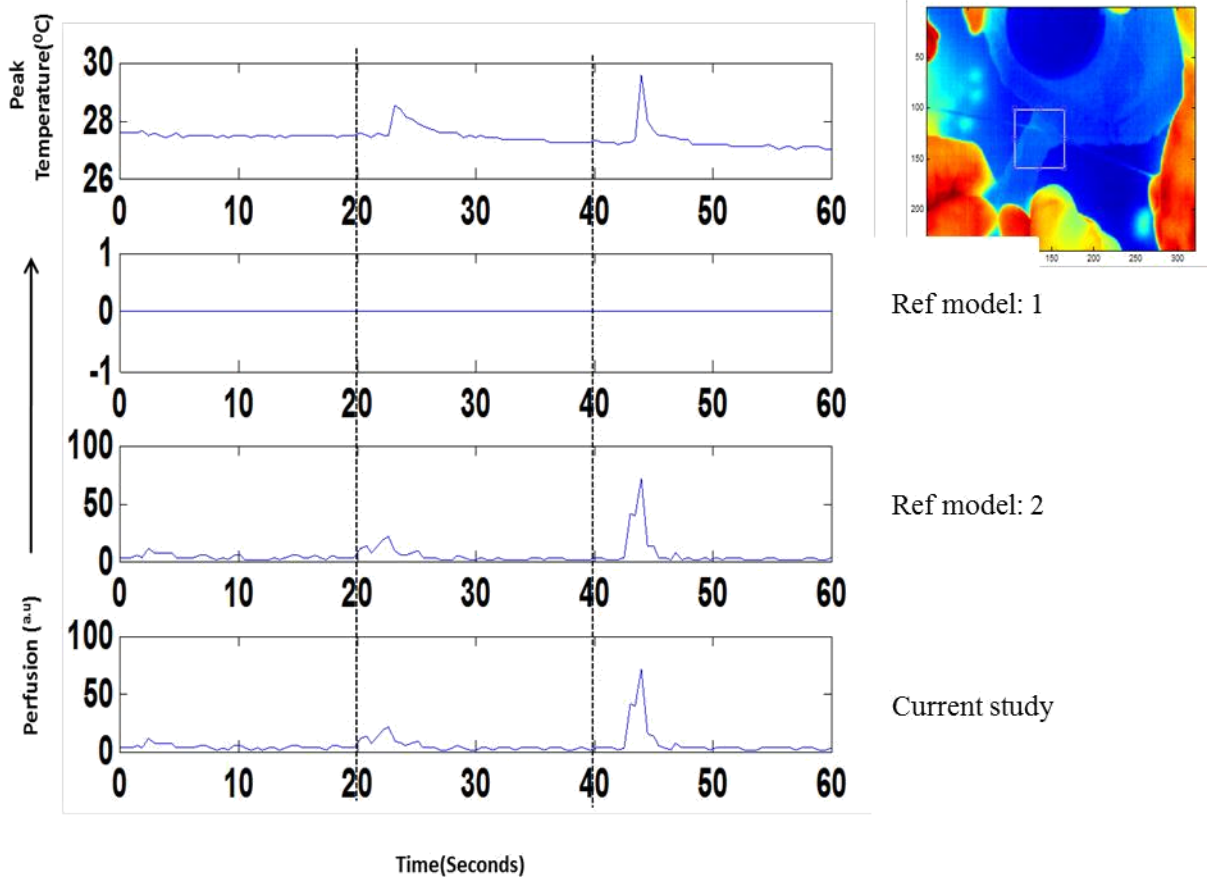 Peak
Temperature(⁰C)
30
28
26
0 10 20 30 40 50 60
1
0
-1
0 10 20 30 40 50 60
Ref model: 1
100
50
0
0 10 20 30 40 50 60
Ref model: 2
100
50
0
0 10 20 30 40 50 60
Current study
Perfusion (a.u)
Time(Seconds)
50
100
150
200
150 200 250 300